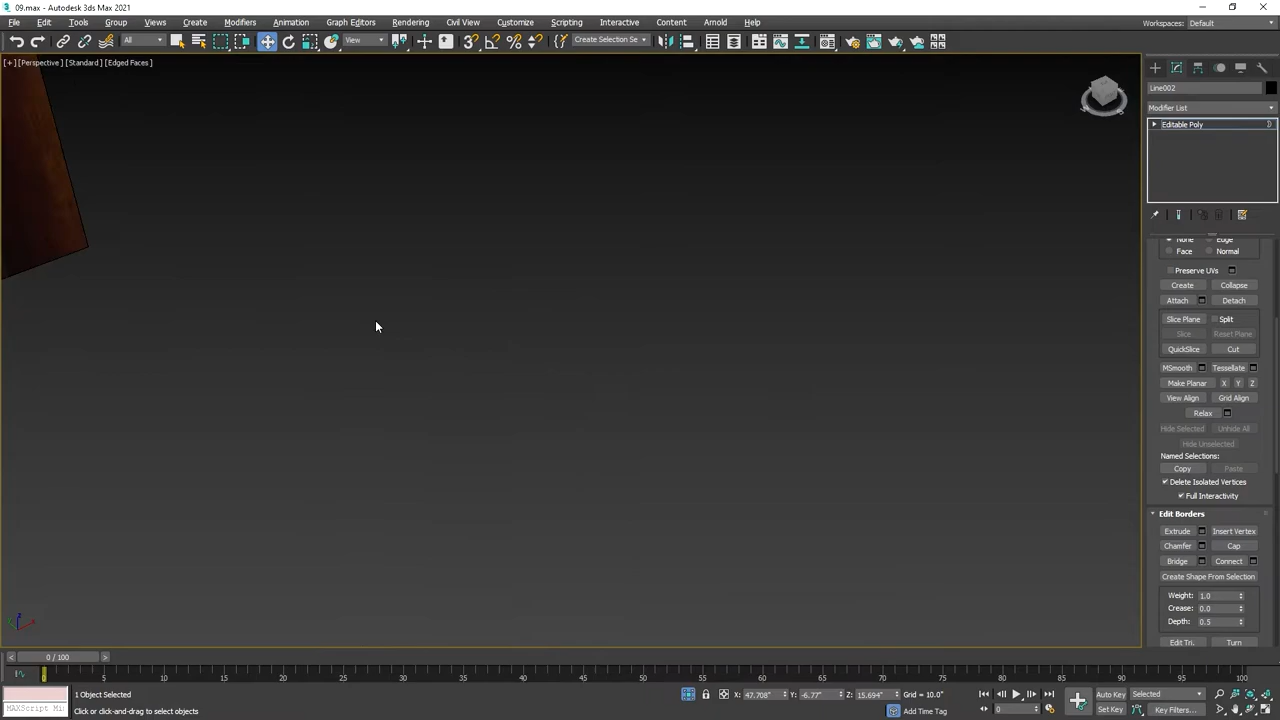 09.max - Autodesk 3ds Max 2021
File Edit Tools Group Views Create Modifiers Animation Graph Editors Rendering Civil View Customize Scripting Interactive Content Arnold Help
Workspaces: Default
All View Create Selection Se
[+] [Perspective] [Standard] [Edged Faces]
Line002
Modifier List
Editable Poly
None Edge
Face Normal
Preserve UVs
Create Collapse
Attach Detach
Slice Plane Split
Slice Reset Plane
QuickSlice Cut
MSmooth Tessellate
Make Planar X Y Z
View Align Grid Align
Relax
Hide Selected Unhide All
Hide Unselected
Named Selections:
Copy Paste
Delete Isolated Vertices
Full Interactivity
Edit Borders
Extrude Insert Vertex
Chamfer Cap
Bridge Connect
Create Shape From Selection
Weight: 1.0
Crease: 0.0
Depth: 0.5
Edit Tri. Turn
0 / 100
0 5 10 15 20 25 30 35 40 45 50 55 60 65 70 75 80 85 90 95 100
1 Object Selected
X: 47.708" Y: -6.77" Z: 15.694" Grid = 10.0"
Auto Key Selected
MAXScript Mi
Click or click-and-drag to select objects
Add Time Tag
0
Set Key Key Filters...